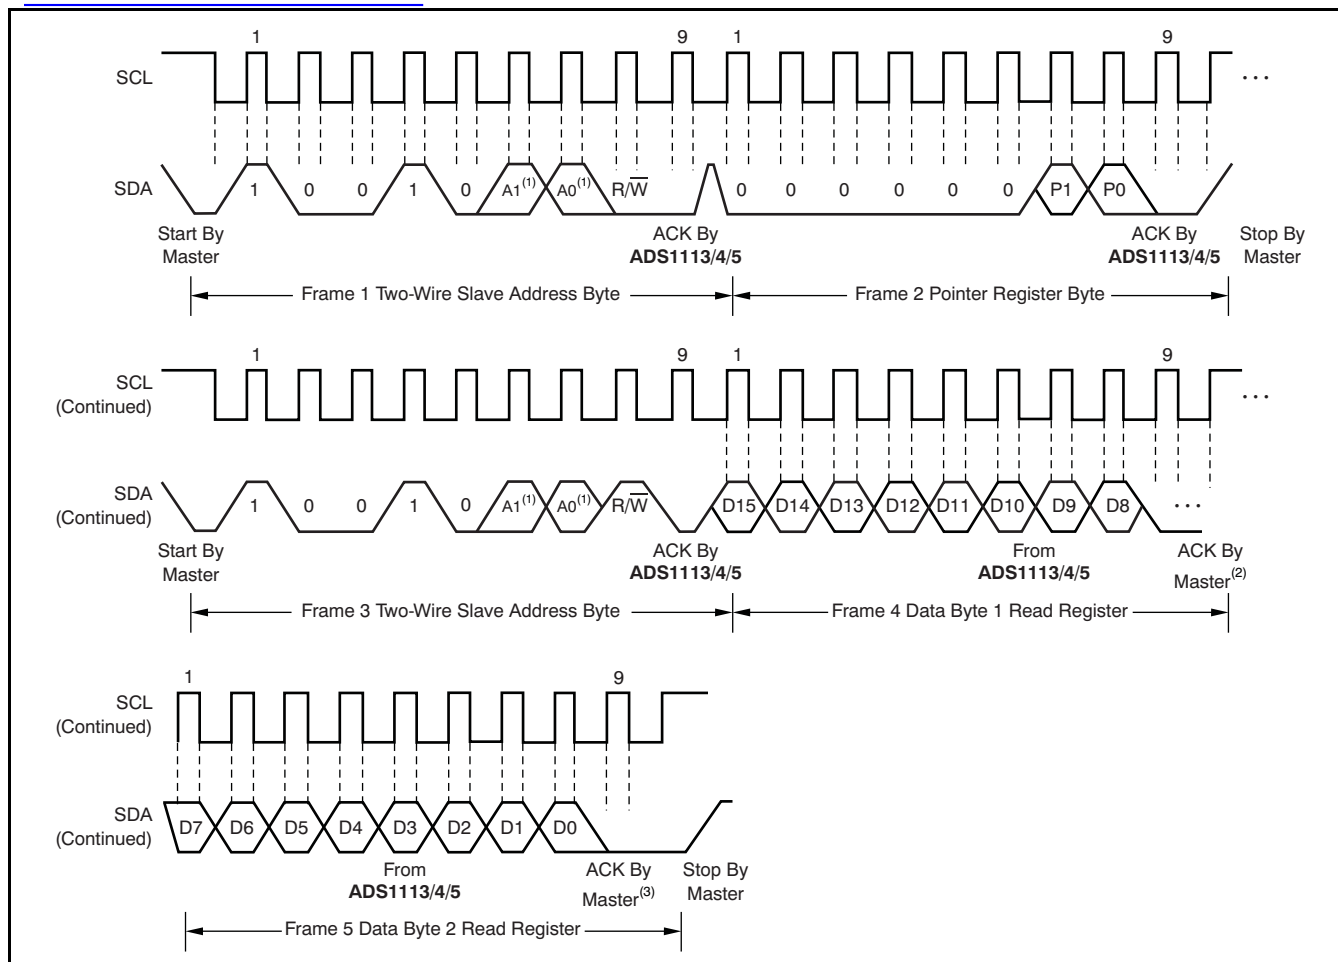 1 9 1 9
SCL ...
SDA 1 0 0 1 0 A1(1) A0(1) R/W̅ 0 0 0 0 0 0 P1 P0
Start By ACK By ACK By Stop By
Master ADS1113/4/5 ADS1113/4/5 Master
Frame 1 Two-Wire Slave Address Byte Frame 2 Pointer Register Byte
1 9 1 9
SCL
(Continued) ...
SDA
(Continued) 1 0 0 1 0 A1(1) A0(1) R/W̅ D15 D14 D13 D12 D11 D10 D9 D8 ...
Start By ACK By From ACK By
Master ADS1113/4/5 ADS1113/4/5 Master(2)
Frame 3 Two-Wire Slave Address Byte Frame 4 Data Byte 1 Read Register
1 9
SCL
(Continued)
SDA
(Continued) D7 D6 D5 D4 D3 D2 D1 D0
From ACK By Stop By
ADS1113/4/5 Master(3) Master
Frame 5 Data Byte 2 Read Register